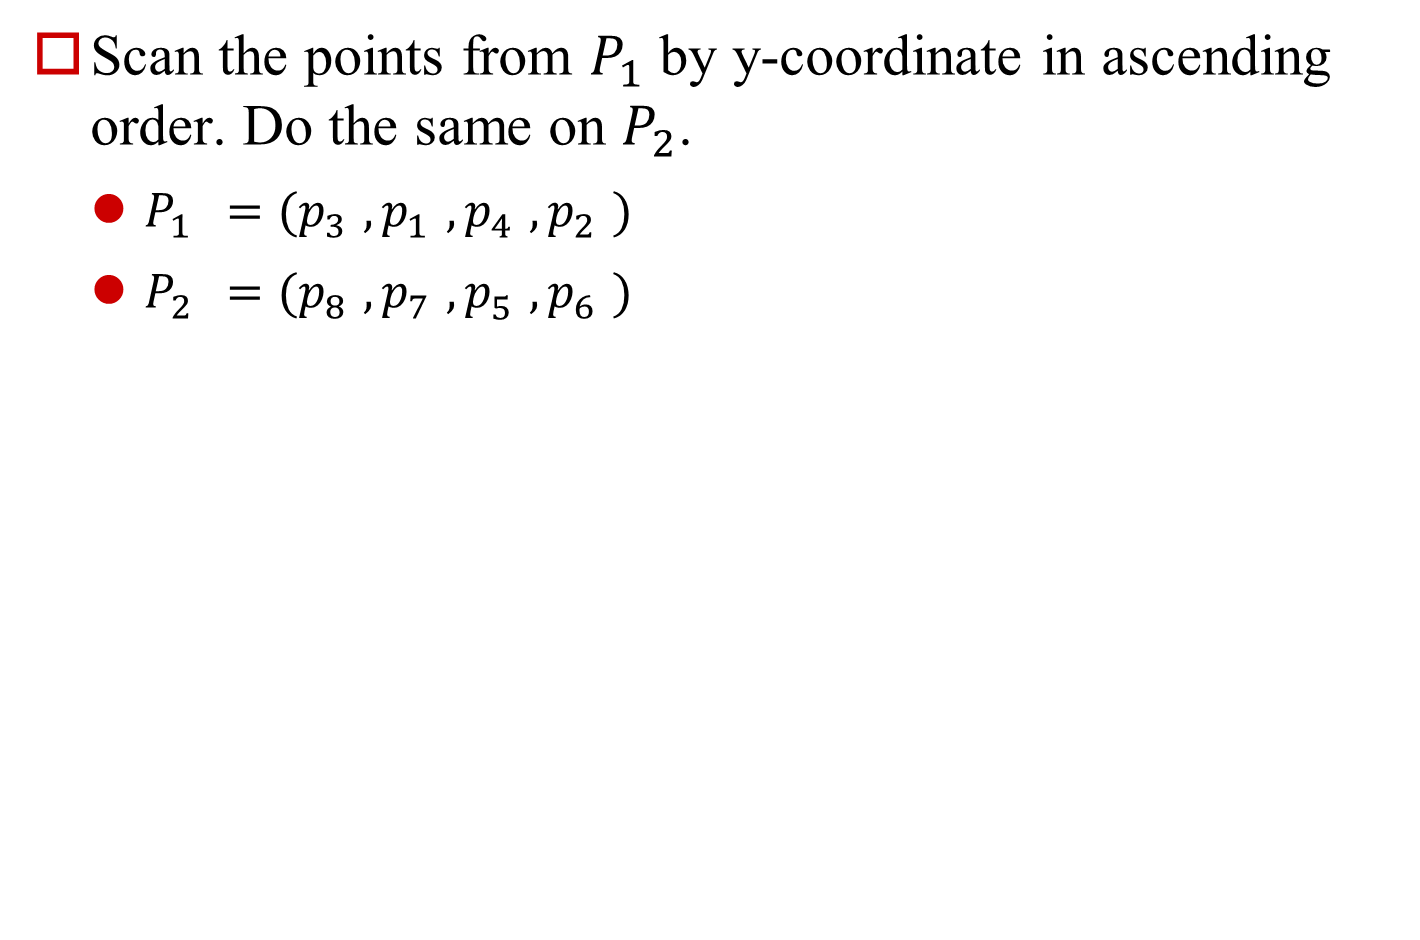 Scan the points from P₁ by y-coordinate in ascending
order. Do the same on P₂.
P₁ = (p₃ ,p₁ ,p₄ ,p₂ )
P₂ = (p₈ ,p₇ ,p₅ ,p₆ )